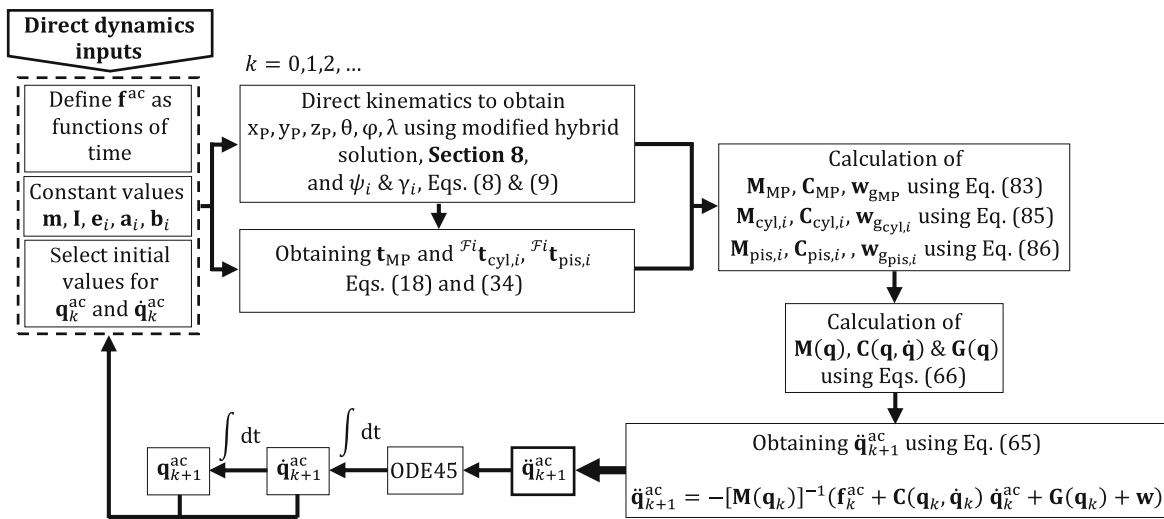 Direct dynamics
inputs
k = 0,1,2, …
Define f^ac as
functions of
time
Constant values
m, I, e_i, a_i, b_i
Select initial
values for
q_k^ac and q̇_k^ac
Direct kinematics to obtain
x_P, y_P, z_P, θ, φ, λ using modified hybrid
solution, Section 8,
and ψ_i & γ_i, Eqs. (8) & (9)
Obtaining t_MP and ^ℱi t_cyl,i, ^ℱi t_pis,i
Eqs. (18) and (34)
Calculation of
M_MP, C_MP, w_g_MP using Eq. (83)
M_cyl,i, C_cyl,i, w_g_cyl,i using Eq. (85)
M_pis,i, C_pis,i, , w_g_pis,i using Eq. (86)
Calculation of
M(q), C(q, q̇) & G(q)
using Eqs. (66)
Obtaining q̈_k+1^ac using Eq. (65)
q̈_k+1^ac = −[M(q_k)]^−1(f_k^ac + C(q_k, q̇_k) q̇_k^ac + G(q_k) + w)
q̈_k+1^ac
ODE45
∫ dt
q̇_k+1^ac
∫ dt
q_k+1^ac